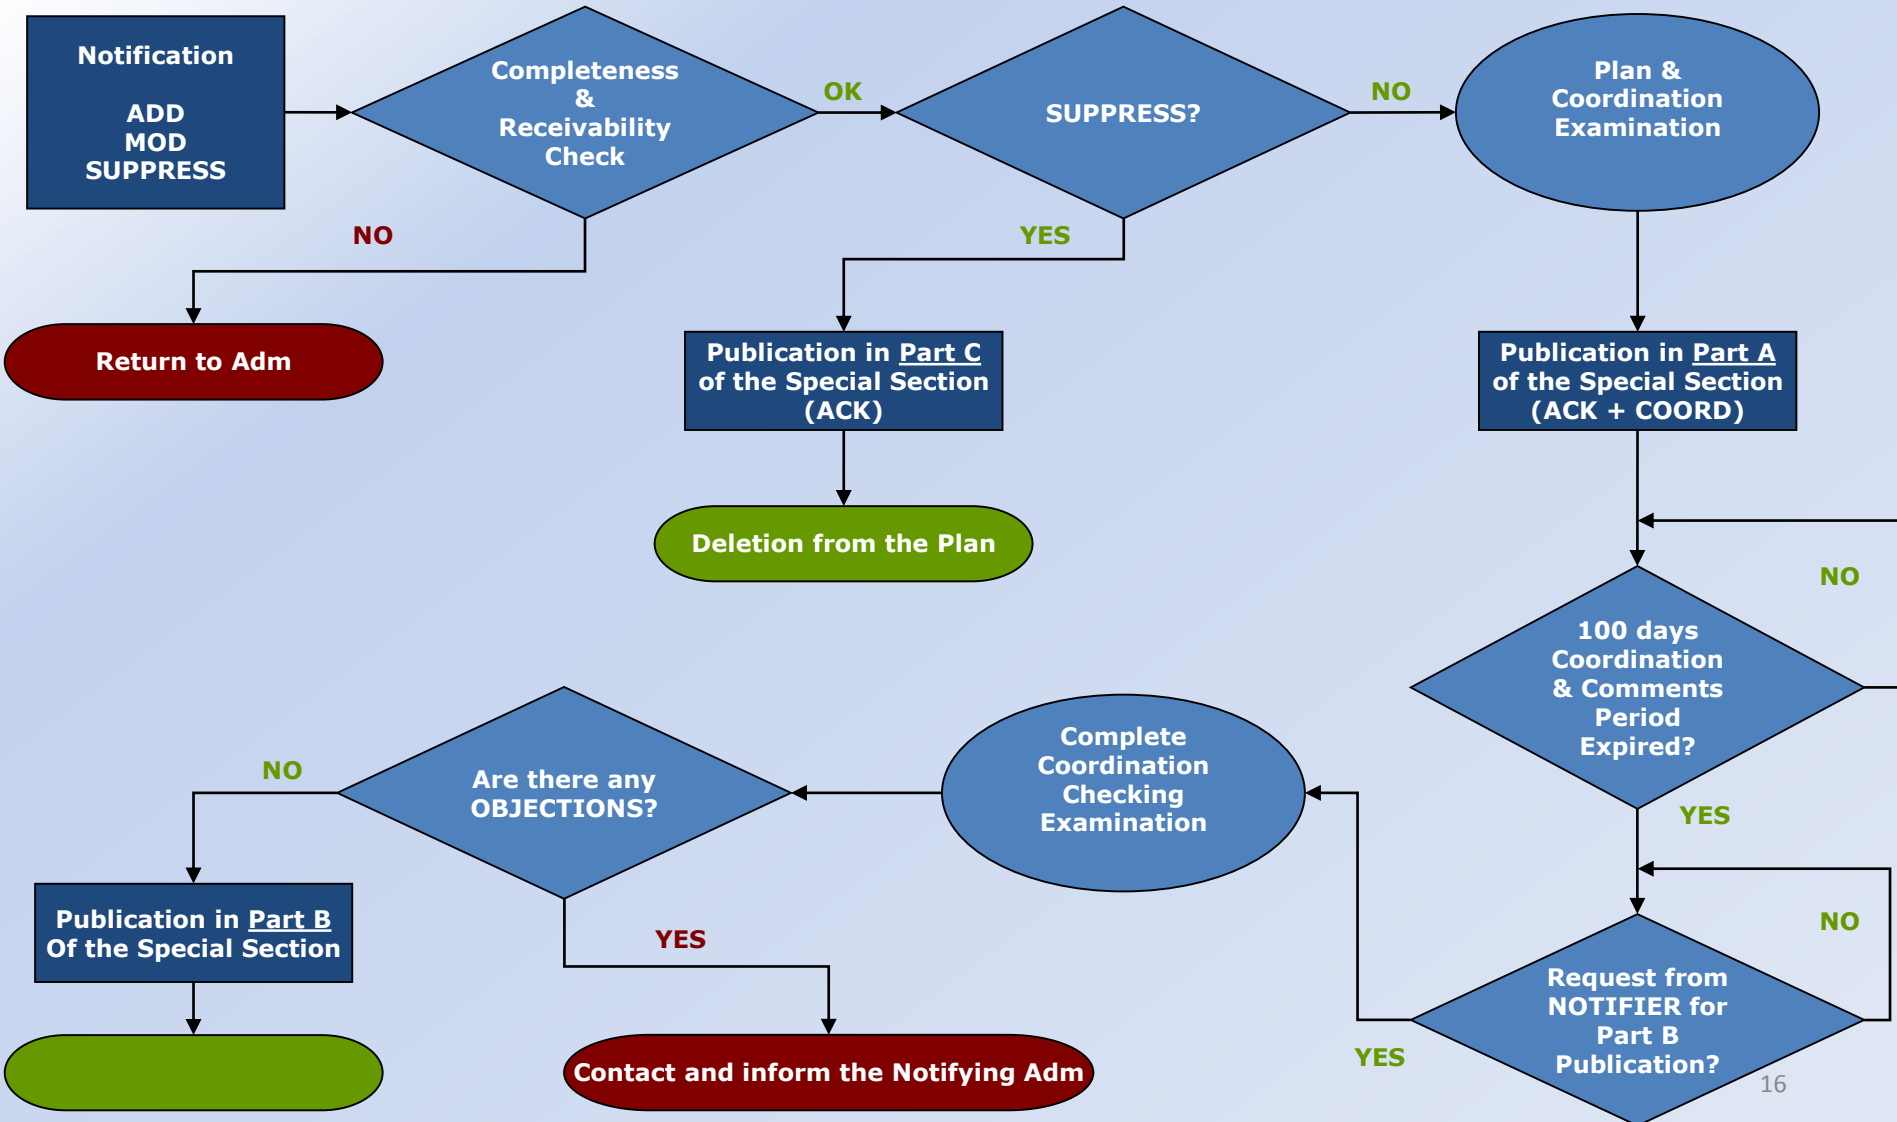 Notification
ADD
MOD
SUPPRESS
Completeness
&
Receivability
Check
OK
SUPPRESS?
NO
Plan &
Coordination
Examination
NO
YES
Return to Adm
Publication in Part C
of the Special Section
(ACK)
Publication in Part A
of the Special Section
(ACK + COORD)
Deletion from the Plan
NO
100 days
Coordination
& Comments
Period
Expired?
YES
NO
Request from
NOTIFIER for
Part B
Publication?
YES
Complete
Coordination
Checking
Examination
Are there any
OBJECTIONS?
NO
YES
Publication in Part B
Of the Special Section
Contact and inform the Notifying Adm
16